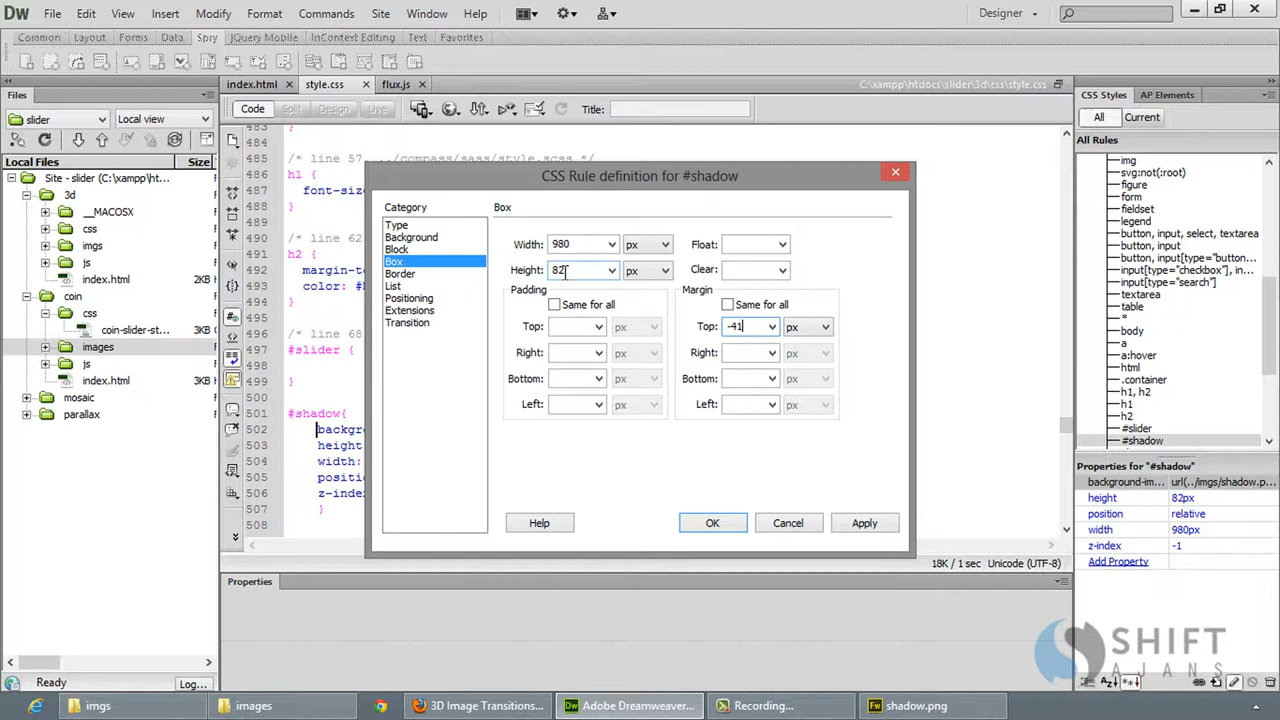 Dw File Edit View Insert Modify Format Commands Site Window Help Designer
Common Layout Forms Data Spry jQuery Mobile InContext Editing Text Favorites
index.html style.css flux.js C:\xampp\htdocs\slider\3d\css\style.css
Files
Code Split Design Live Title:
CSS Styles AP Elements
slider Local view
All Current
All Rules
Local Files Size
Site - slider (C:\xampp\ht...
3d
__MACOSX F
css F
imgs F
js F
index.html 2KB F
coin F
css F
coin-slider-st... 3KB F
images F
js F
index.html 3KB F
mosaic F
parallax F
483 }
484
485 /* line 57, ../compass/sass/style.scss */
486 h1 {
487 font-size
488 }
489
490 /* line 62
491 h2 {
492 margin-to
493 color: #
494 }
495
496 /* line 68
497 #slider {
498
499 }
500
501 #shadow{
502 backgro
503 height
504 width:
505 positio
506 z-index
507 }
508
CSS Rule definition for #shadow
Category Box
Type
Background
Block
Box
Border
List
Positioning
Extensions
Transition
Width: 980 px Float:
Height: 82 px Clear:
Padding Margin
Same for all Same for all
Top: px Top: -41 px
Right: px Right: px
Bottom: px Bottom: px
Left: px Left: px
Help OK Cancel Apply
img
svg:not(:root)
figure
form
fieldset
legend
button, input, select, textarea
button, input
button, html input[type="button"...
input[type="checkbox"], in...
input[type="search"]
textarea
table
*
body
a
a:hover
html
.container
h1, h2
h1
h2
#slider
#shadow
Properties for "#shadow"
background-im... url(../imgs/shadow.p...
height 82px
position relative
width 980px
z-index -1
Add Property
18K / 1 sec Unicode (UTF-8)
Properties
SHIFT
AJANS
Ready Log...
imgs images 3D Image Transitions... Adobe Dreamweaver... Recording... shadow.png